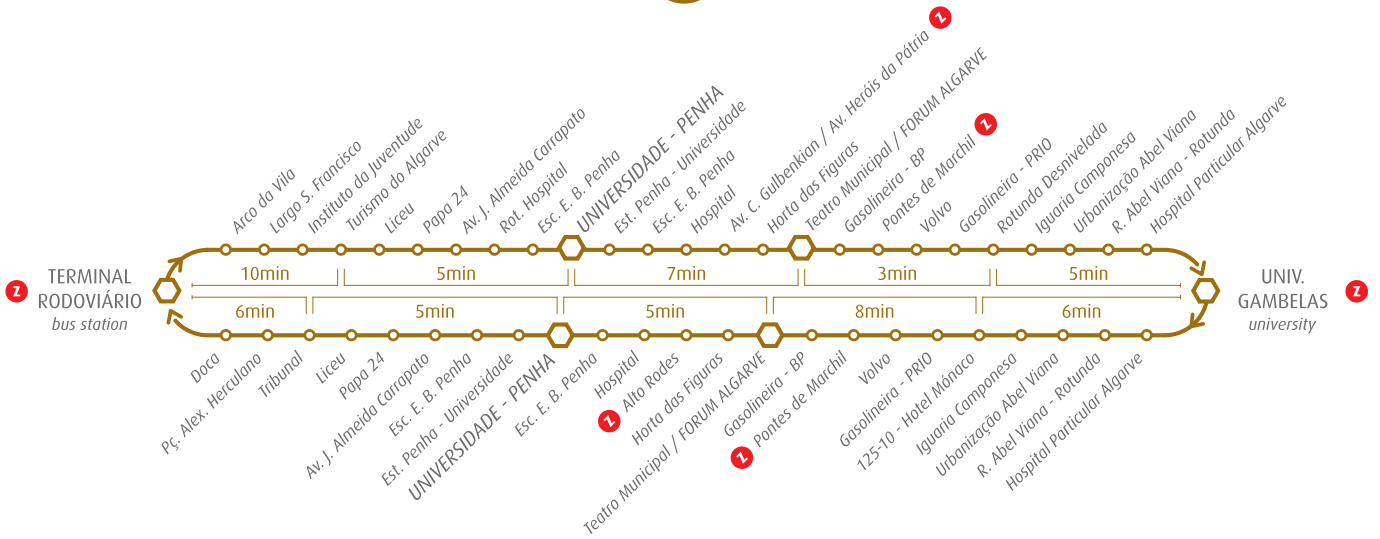 Arco da Vila
Largo S. Francisco
Instituto da Juventude
Turismo do Algarve
Liceu
Papa 24
Av. J. Almeida Carrapato
Rot. Hospital
Esc. E. B. Penha
UNIVERSIDADE - PENHA
Est. Penha - Universidade
Esc. E. B. Penha
Hospital
Av. C. Gulbenkian / Av. Heróis da Pátria Z
Horta das Figuras
Teatro Municipal / FORUM ALGARVE
Gasolineira - BP
Pontes de Marchil Z
Volvo
Gasolineira - PRIO
Rotunda Desnivelada
Iguaria Camponesa
Urbanização Abel Viana
R. Abel Viana - Rotunda
Hospital Particular Algarve
Z TERMINAL
RODOVIÁRIO
bus station
10min 5min 7min 3min 5min
6min 5min 5min 8min 6min
UNIV.
GAMBELAS Z
university
Doca
Pç. Alex. Herculano
Tribunal
Liceu
Papa 24
Av. J. Almeida Carrapato
Esc. E. B. Penha
Est. Penha - Universidade
UNIVERSIDADE - PENHA
Esc. E. B. Penha
Hospital
Z Alto Rodes
Horta das Figuras
Teatro Municipal / FORUM ALGARVE
Gasolineira - BP
Z Pontes de Marchil
Volvo
Gasolineira - PRIO
125-10 - Hotel Mónaco
Iguaria Camponesa
Urbanização Abel Viana
R. Abel Viana - Rotunda
Hospital Particular Algarve